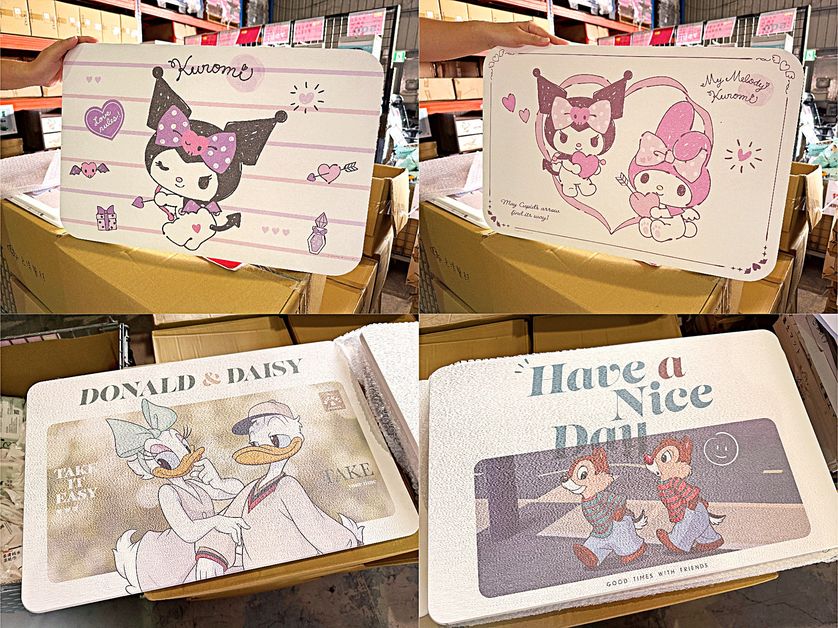 Kuromi
Love
rules!
My Melody
Kuromi
May Cupid's arrow
find its way!
DONALD & DAISY
TAKE
IT
EASY
TAKE
Have a
Nice
Day
GOOD TIMES WITH FRIENDS